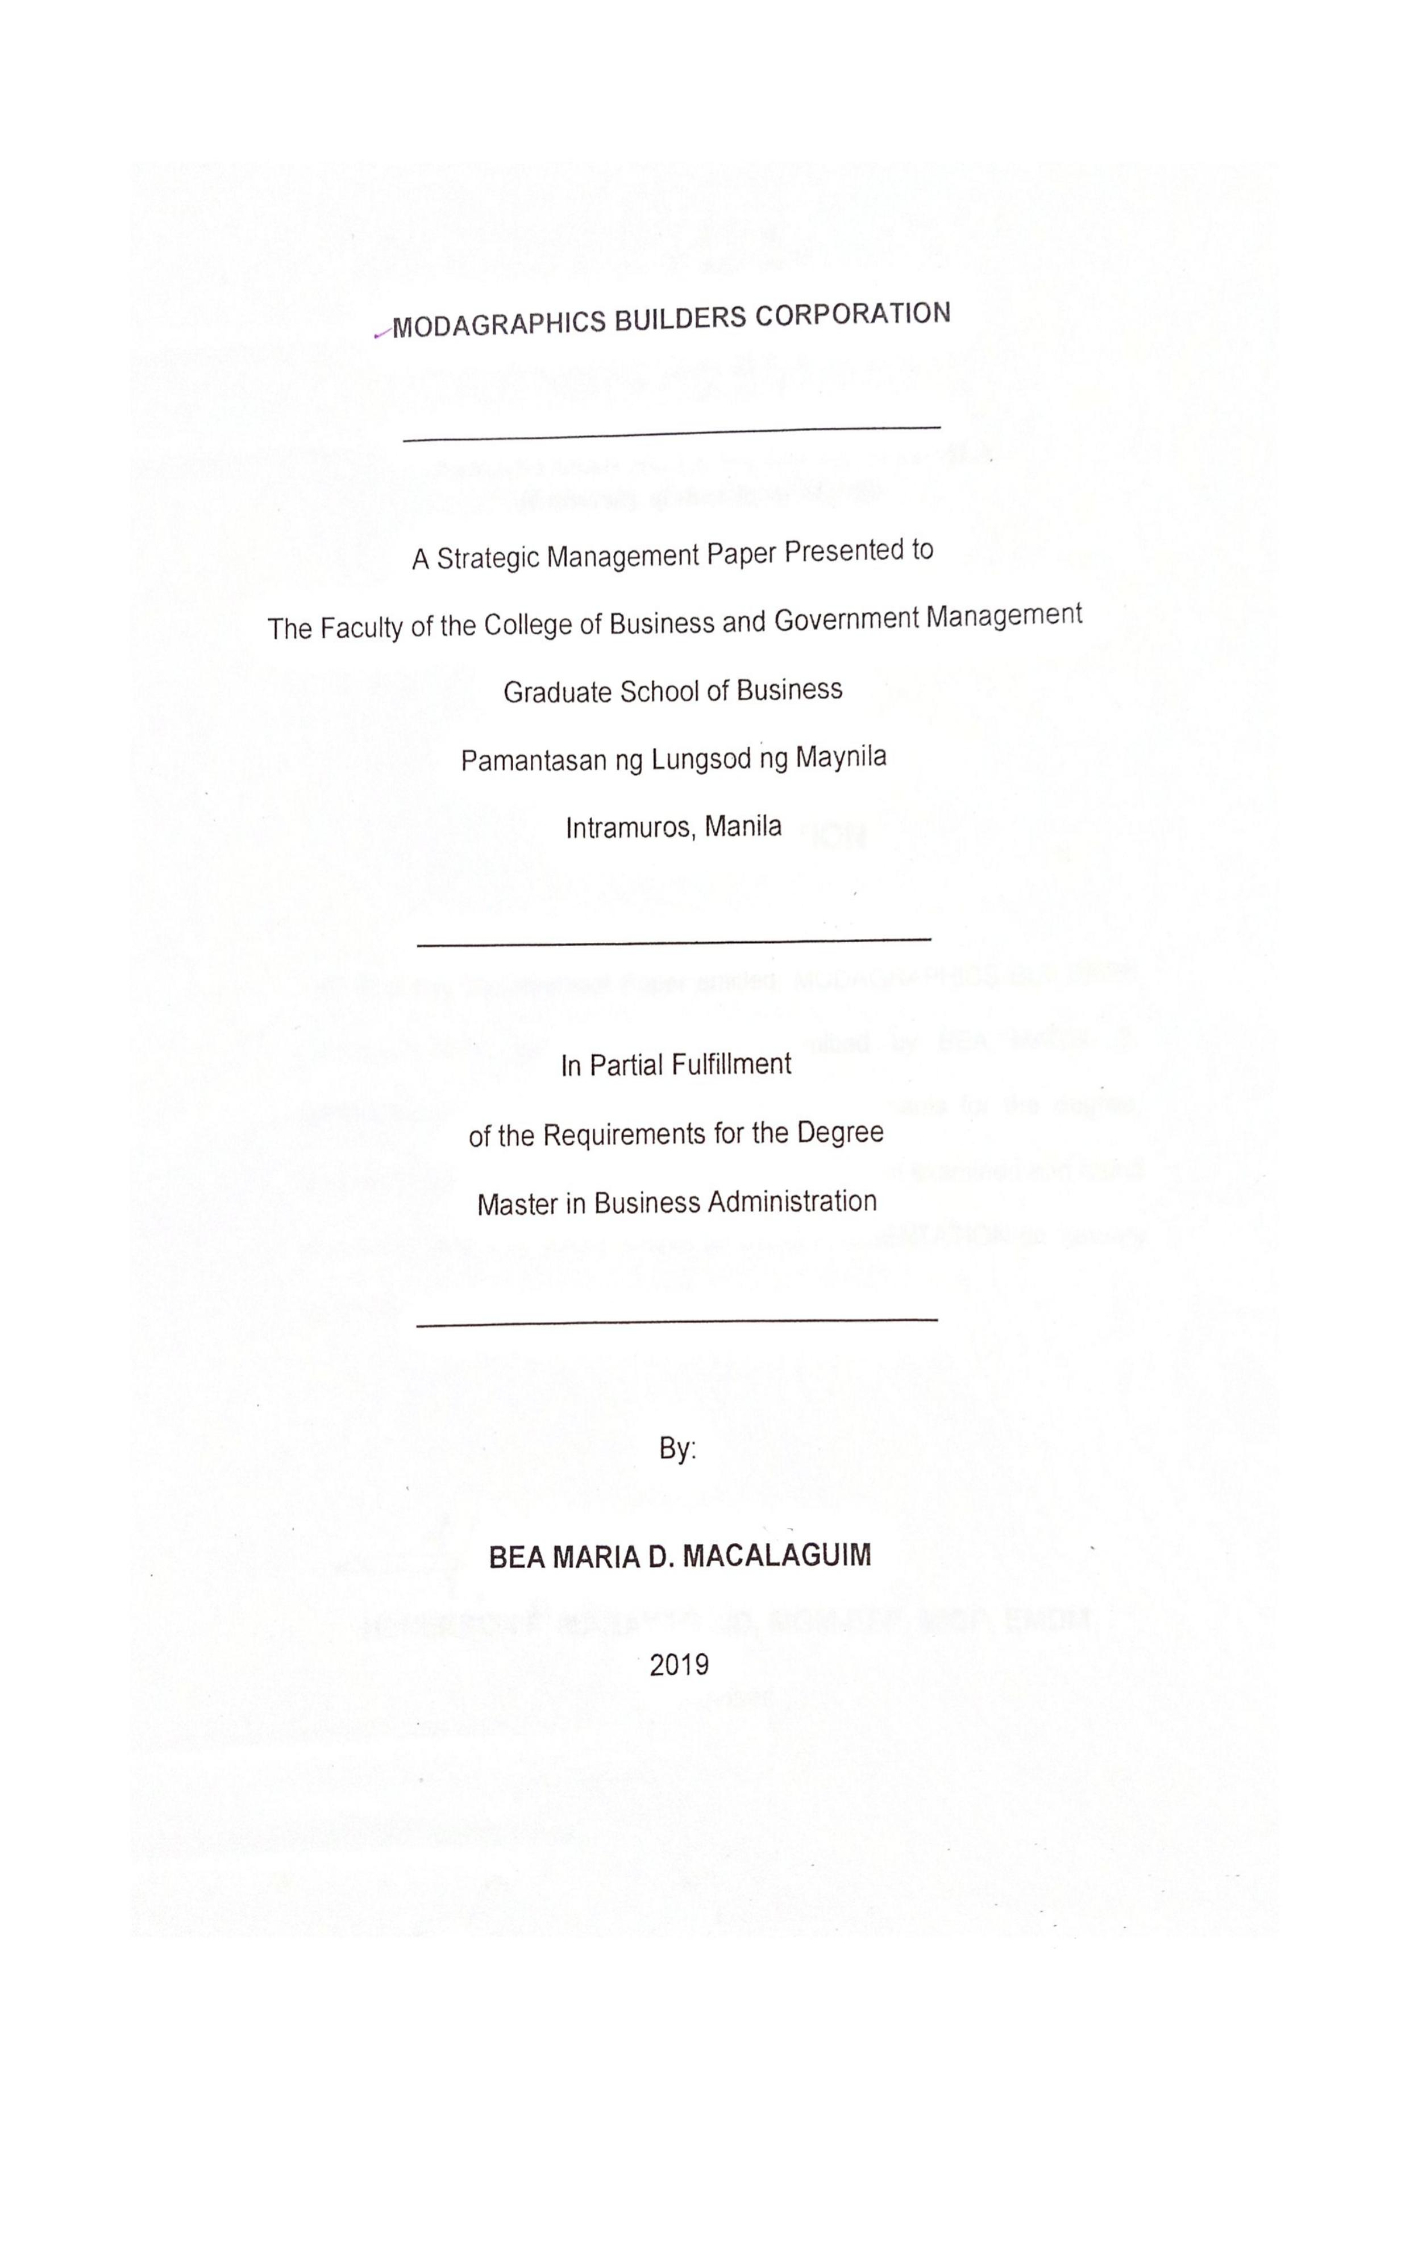 MODAGRAPHICS BUILDERS CORPORATION
A Strategic Management Paper Presented to
The Faculty of the College of Business and Government Management
Graduate School of Business
Pamantasan ng Lungsod ng Maynila
Intramuros, Manila
In Partial Fulfillment
of the Requirements for the Degree
Master in Business Administration
By:
BEA MARIA D. MACALAGUIM
2019